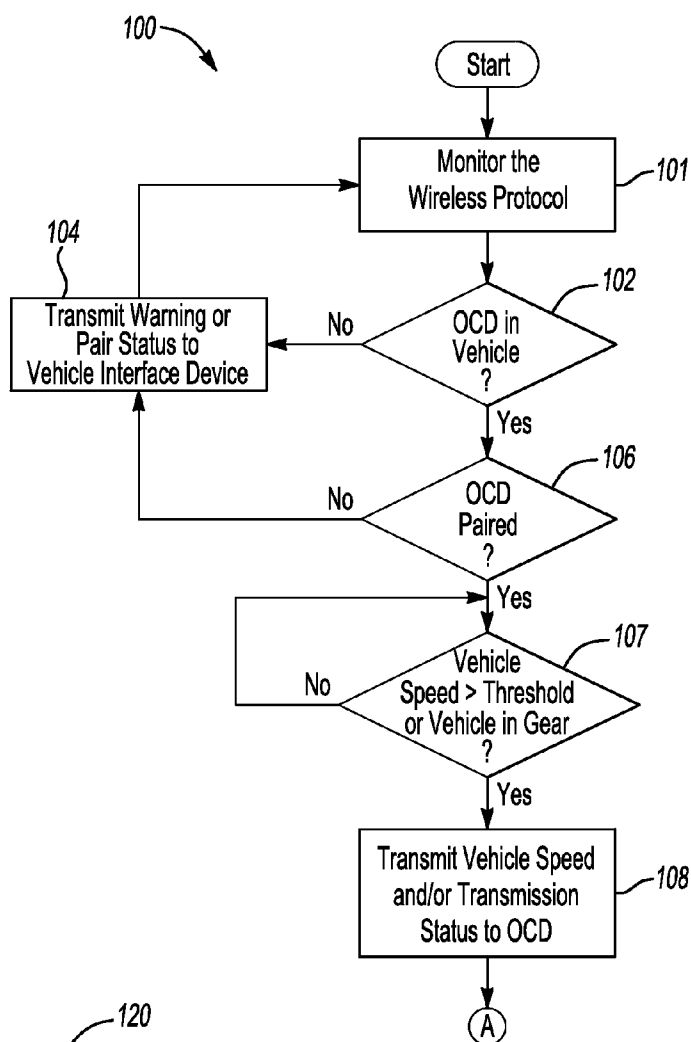 100
Start
Monitor the
Wireless Protocol
101
104
Transmit Warning or
Pair Status to
Vehicle Interface Device
No
102
OCD in
Vehicle
?
Yes
106
No
OCD
Paired
?
Yes
107
No
Vehicle
Speed > Threshold
or Vehicle in Gear
?
Yes
Transmit Vehicle Speed
and/or Transmission
Status to OCD
108
A
120